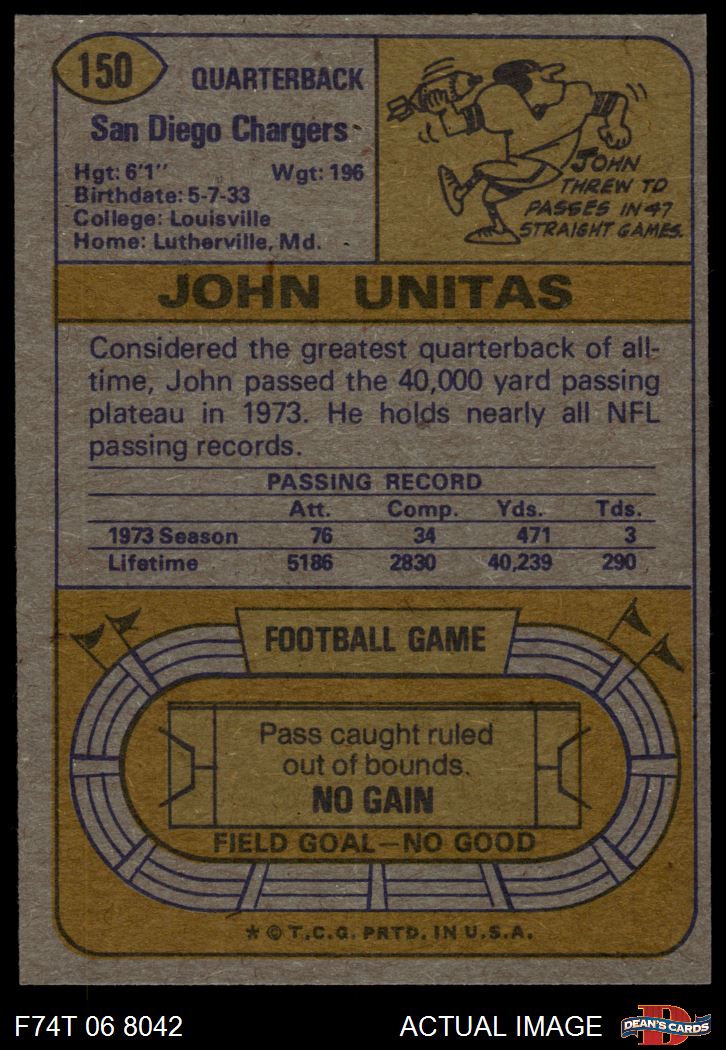 150
QUARTERBACK
San Diego Chargers
Hgt: 6'1" Wgt: 196
Birthdate: 5-7-33
College: Louisville
Home: Lutherville, Md.
JOHN
THREW TD
PASSES IN 47
STRAIGHT GAMES.
JOHN UNITAS
Considered the greatest quarterback of all-
time, John passed the 40,000 yard passing
plateau in 1973. He holds nearly all NFL
passing records.
PASSING RECORD
Att. Comp. Yds. Tds.
1973 Season 76 34 471 3
Lifetime 5186 2830 40,239 290
FOOTBALL GAME
Pass caught ruled
out of bounds.
NO GAIN
FIELD GOAL—NO GOOD
* © T.C.G. PRTD. IN U.S.A.
F74T 06 8042 ACTUAL IMAGE
D
DEAN'S CARDS